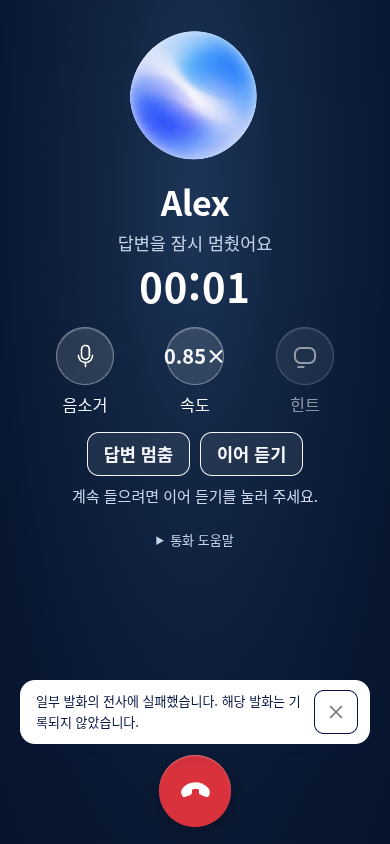 Alex
답변을 잠시 멈췄어요
00:01
0.85×
음소거
속도
힌트
답변 멈춤
이어 듣기
계속 들으려면 이어 듣기를 눌러 주세요.
▶ 통화 도움말
일부 발화의 전사에 실패했습니다. 해당 발화는 기
록되지 않았습니다.